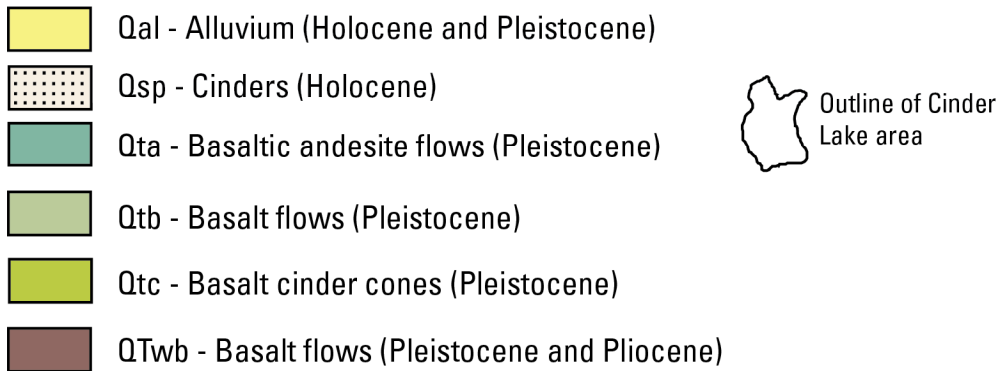 Qal - Alluvium (Holocene and Pleistocene)
Qsp - Cinders (Holocene)
Qta - Basaltic andesite flows (Pleistocene)
Qtb - Basalt flows (Pleistocene)
Qtc - Basalt cinder cones (Pleistocene)
QTwb - Basalt flows (Pleistocene and Pliocene)
Outline of Cinder
Lake area